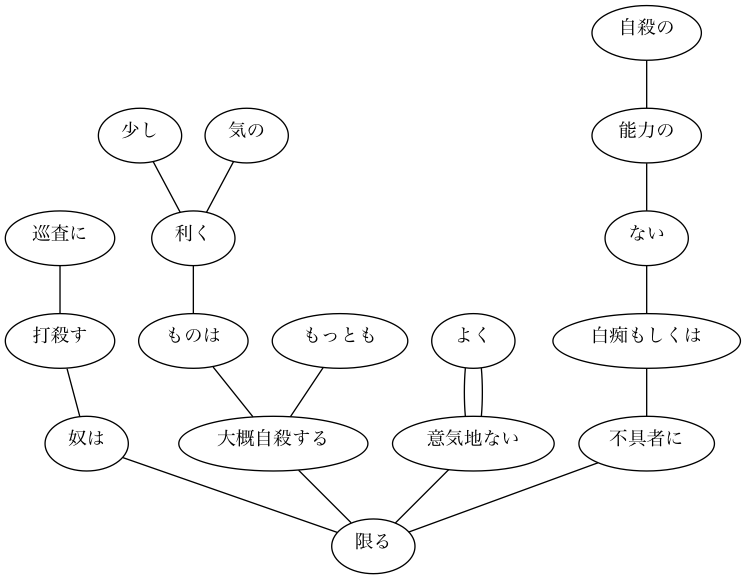 自殺の
少し
気の
能力の
巡査に
利く
ない
打殺す
ものは
もっとも
よく
白痴もしくは
奴は
大概自殺する
意気地ない
不具者に
限る